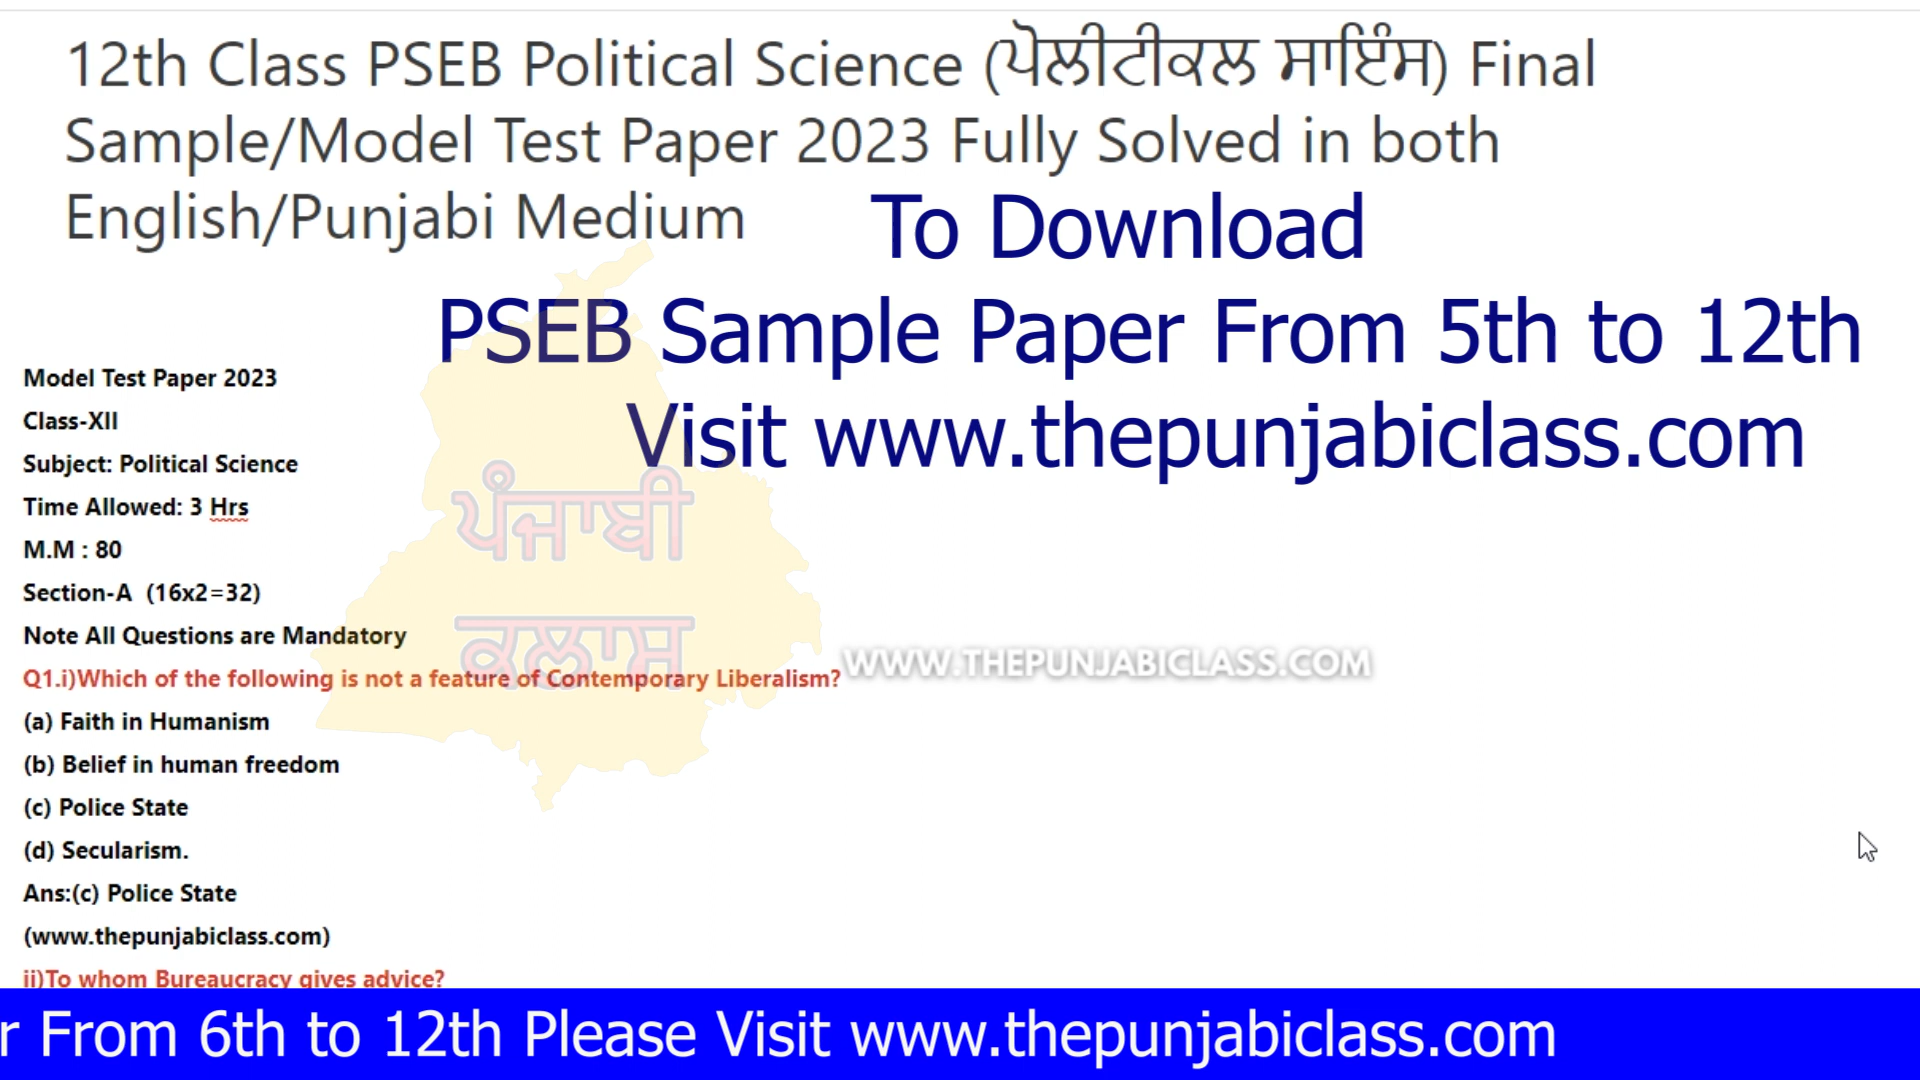 12th Class PSEB Political Science (ਪੋਲੀਟੀਕਲ ਸਾਇੰਸ) Final
Sample/Model Test Paper 2023 Fully Solved in both
English/Punjabi Medium
To Download
PSEB Sample Paper From 5th to 12th
Visit www.thepunjabiclass.com
Model Test Paper 2023
Class-XII
Subject: Political Science
Time Allowed: 3 Hrs
M.M : 80
Section-A (16x2=32)
Note All Questions are Mandatory
Q1.i)Which of the following is not a feature of Contemporary Liberalism?
(a) Faith in Humanism
(b) Belief in human freedom
(c) Police State
(d) Secularism.
Ans:(c) Police State
(www.thepunjabiclass.com)
ii)To whom Bureaucracy gives advice?
ਪੰਜਾਬੀ
ਕਲਾਸ
WWW.THEPUNJABICLASS.COM
r From 6th to 12th Please Visit www.thepunjabiclass.com